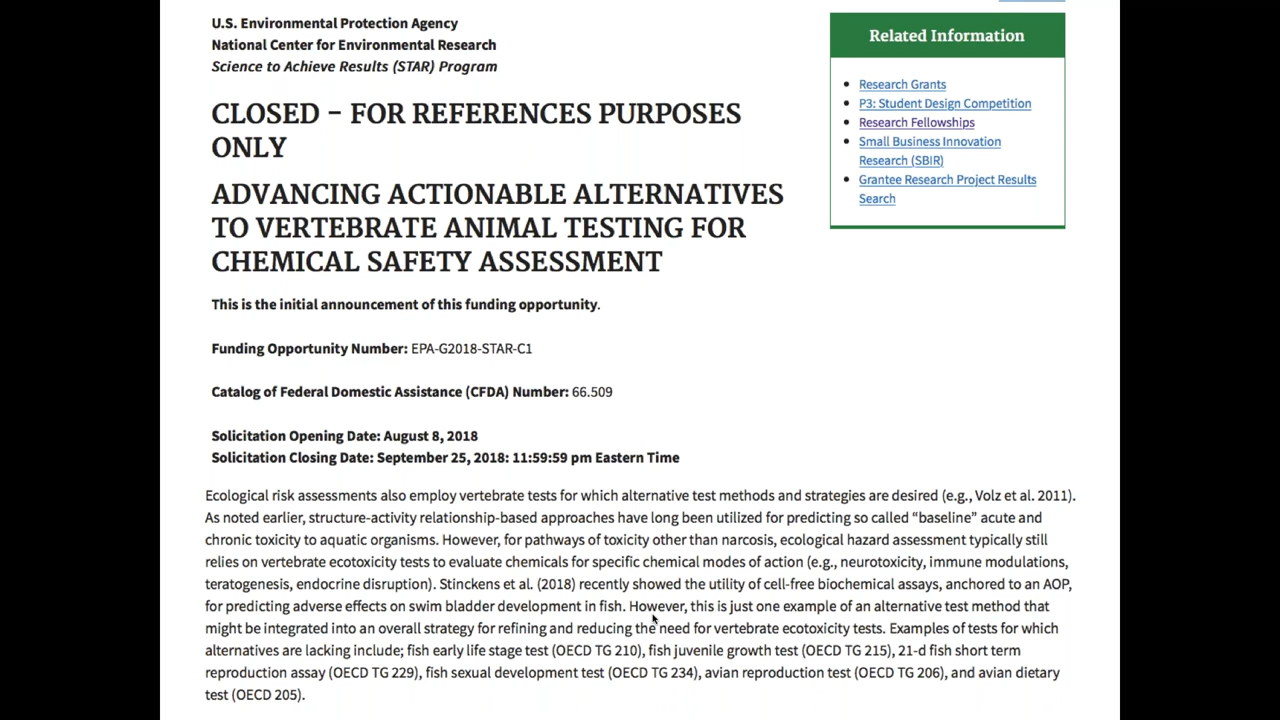 U.S. Environmental Protection Agency
National Center for Environmental Research
Science to Achieve Results (STAR) Program
CLOSED – FOR REFERENCES PURPOSES
ONLY
ADVANCING ACTIONABLE ALTERNATIVES
TO VERTEBRATE ANIMAL TESTING FOR
CHEMICAL SAFETY ASSESSMENT
This is the initial announcement of this funding opportunity.
Funding Opportunity Number: EPA-G2018-STAR-C1
Catalog of Federal Domestic Assistance (CFDA) Number: 66.509
Solicitation Opening Date: August 8, 2018
Solicitation Closing Date: September 25, 2018: 11:59:59 pm Eastern Time
Related Information
Research Grants
P3: Student Design Competition
Research Fellowships
Small Business Innovation
Research (SBIR)
Grantee Research Project Results
Search
Ecological risk assessments also employ vertebrate tests for which alternative test methods and strategies are desired (e.g., Volz et al. 2011).
As noted earlier, structure-activity relationship-based approaches have long been utilized for predicting so called “baseline” acute and
chronic toxicity to aquatic organisms. However, for pathways of toxicity other than narcosis, ecological hazard assessment typically still
relies on vertebrate ecotoxicity tests to evaluate chemicals for specific chemical modes of action (e.g., neurotoxicity, immune modulations,
teratogenesis, endocrine disruption). Stinckens et al. (2018) recently showed the utility of cell-free biochemical assays, anchored to an AOP,
for predicting adverse effects on swim bladder development in fish. However, this is just one example of an alternative test method that
might be integrated into an overall strategy for refining and reducing the need for vertebrate ecotoxicity tests. Examples of tests for which
alternatives are lacking include; fish early life stage test (OECD TG 210), fish juvenile growth test (OECD TG 215), 21-d fish short term
reproduction assay (OECD TG 229), fish sexual development test (OECD TG 234), avian reproduction test (OECD TG 206), and avian dietary
test (OECD 205).